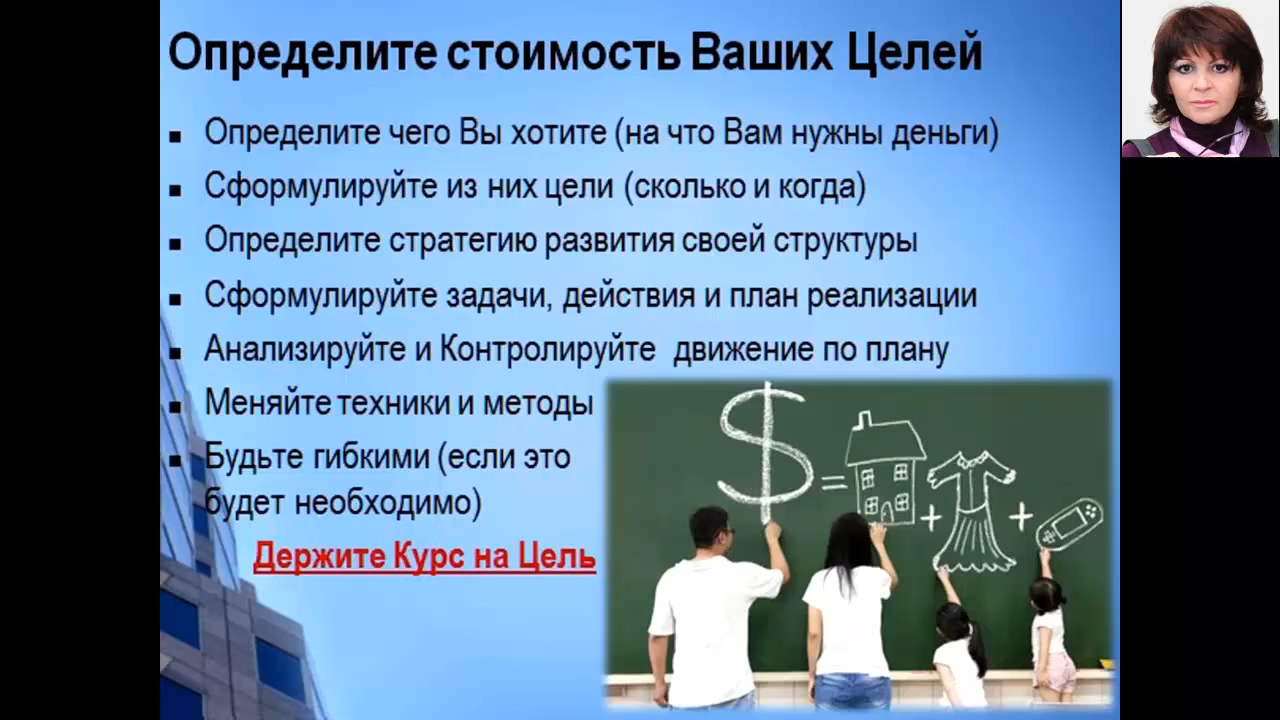 Определите стоимость Ваших Целей
Определите чего Вы хотите (на что Вам нужны деньги)
Сформулируйте из них цели (сколько и когда)
Определите стратегию развития своей структуры
Сформулируйте задачи, действия и план реализации
Анализируйте и Контролируйте движение по плану
Меняйте техники и методы
Будьте гибкими (если это
будет необходимо)
Держите Курс на Цель
$ = + +